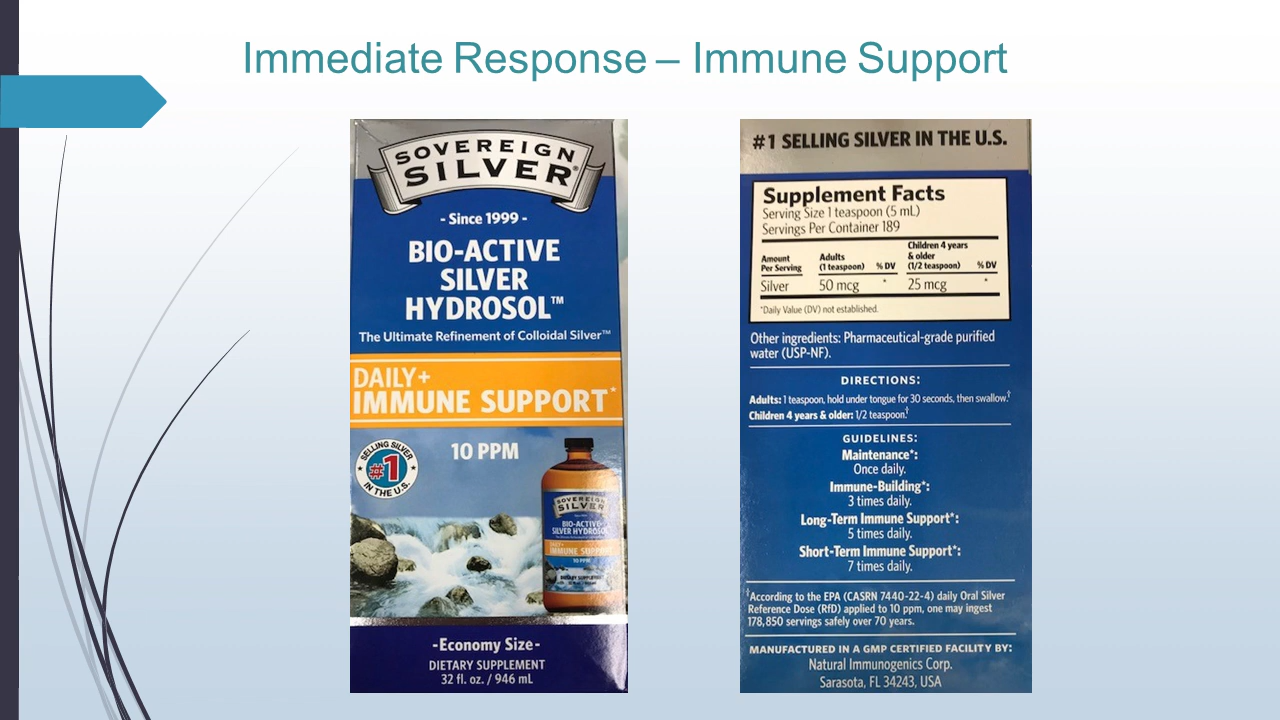 Immediate Response – Immune Support
SOVEREIGN
SILVER®
- Since 1999 -
BIO-ACTIVE
SILVER
HYDROSOL™
The Ultimate Refinement of Colloidal Silver™
DAILY+
IMMUNE SUPPORT*
SELLING SILVER
#1
IN THE U.S.
10 PPM
SOVEREIGN
SILVER
BIO-ACTIVE
SILVER HYDROSOL
DAILY+
IMMUNE SUPPORT
10 PPM
-Economy Size-
DIETARY SUPPLEMENT
32 fl. oz. / 946 mL
#1 SELLING SILVER IN THE U.S.
Supplement Facts
Serving Size 1 teaspoon (5 mL)
Servings Per Container 189
Amount
Per Serving
Adults
(1 teaspoon)
% DV
Children 4 years
& older
(1/2 teaspoon)
% DV
Silver 50 mcg * 25 mcg *
*Daily Value (DV) not established.
Other ingredients: Pharmaceutical-grade purified
water (USP-NF).
DIRECTIONS:
Adults: 1 teaspoon, hold under tongue for 30 seconds, then swallow.†
Children 4 years & older: 1/2 teaspoon.†
GUIDELINES:
Maintenance*:
Once daily.
Immune-Building*:
3 times daily.
Long-Term Immune Support*:
5 times daily.
Short-Term Immune Support*:
7 times daily.
†According to the EPA (CASRN 7440-22-4) daily Oral Silver
Reference Dose (RfD) applied to 10 ppm, one may ingest
178,850 servings safely over 70 years.
MANUFACTURED IN A GMP CERTIFIED FACILITY BY:
Natural Immunogenics Corp.
Sarasota, FL 34243, USA